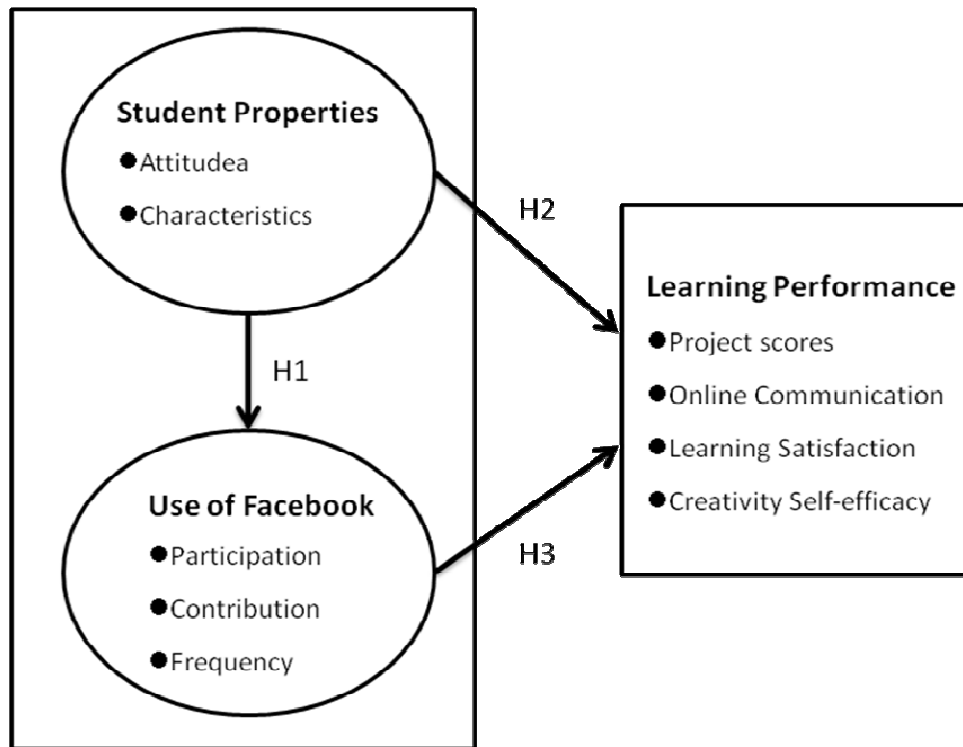 Student Properties
●Attitudea
●Characteristics
H2
H1
Learning Performance
●Project scores
●Online Communication
●Learning Satisfaction
●Creativity Self-efficacy
Use of Facebook
●Participation
●Contribution
●Frequency
H3